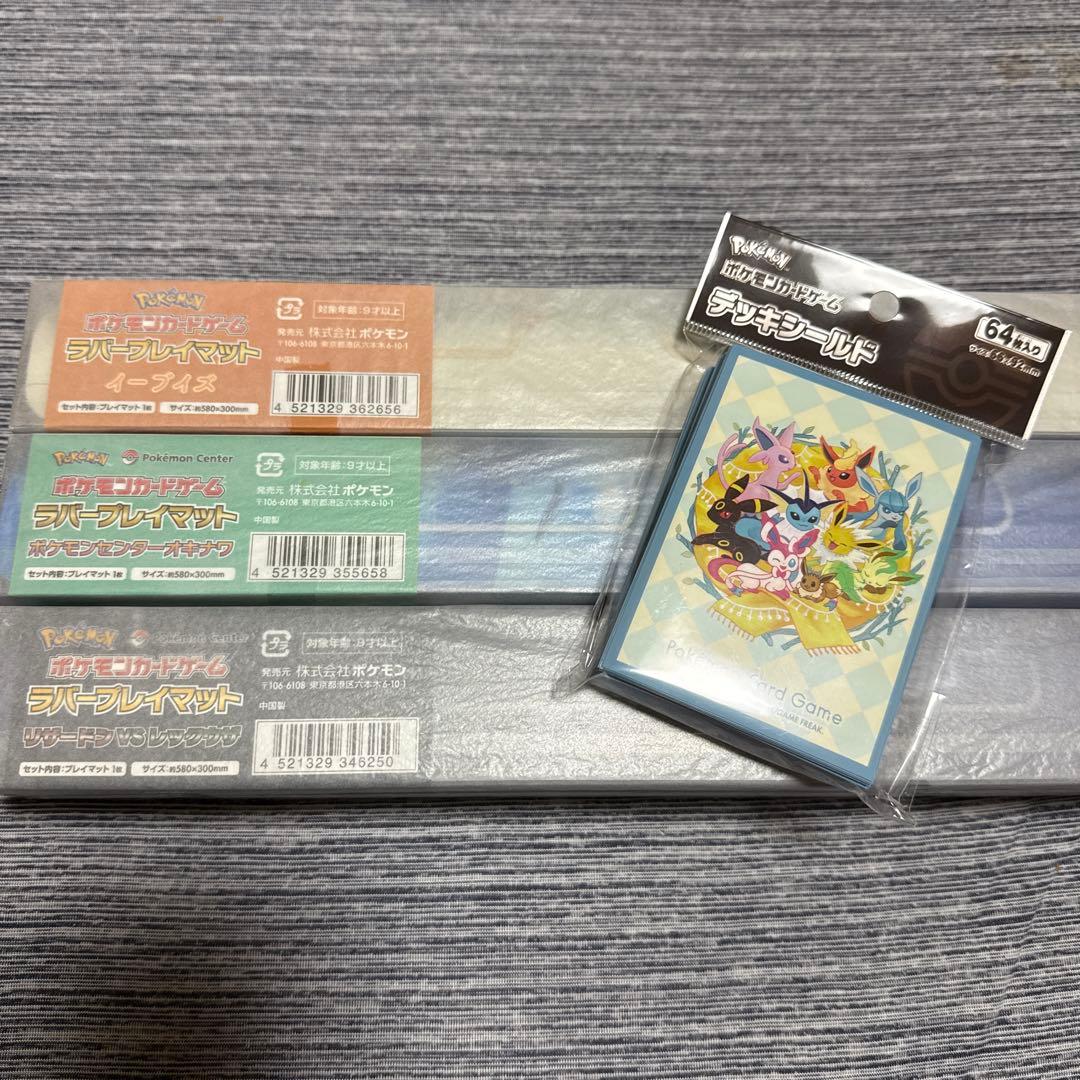 POKéMON
ポケモンカードゲーム
デッキシールド
64枚入り
サイズ:66x92mm
Card Game
GAME FREAK.
POKéMON
ポケモンカードゲーム
ラバープレイマット
イーブイズ
セット内容:プレイマット1枚
サイズ:約580×300mm
プラ
対象年齢:9才以上
発売元 株式会社ポケモン
〒106-6108 東京都港区六本木6-10-1
中国製
4 521329 362656
POKéMON
Pokémon Center
ポケモンカードゲーム
ラバープレイマット
ポケモンセンターオキナワ
セット内容:プレイマット1枚
サイズ:約580×300mm
プラ
対象年齢:9才以上
発売元 株式会社ポケモン
〒106-6108 東京都港区六本木6-10-1
中国製
4 521329 355658
POKéMON
Pokémon Center
ポケモンカードゲーム
ラバープレイマット
リザードン VS レックウザ
セット内容:プレイマット1枚
サイズ:約580×300mm
プラ
対象年齢:9才以上
発売元 株式会社ポケモン
〒106-6108 東京都港区六本木6-10-1
中国製
4 521329 346250